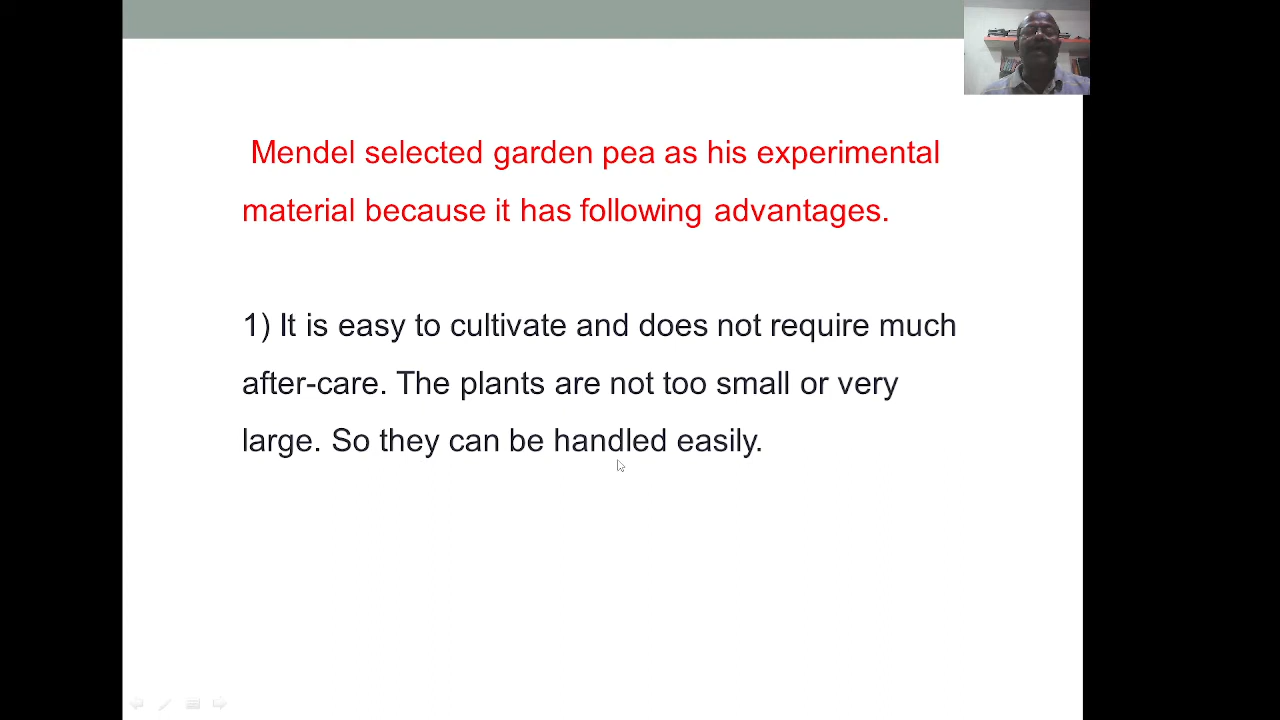 Mendel selected garden pea as his experimental
material because it has following advantages.
1) It is easy to cultivate and does not require much
after-care. The plants are not too small or very
large. So they can be handled easily.